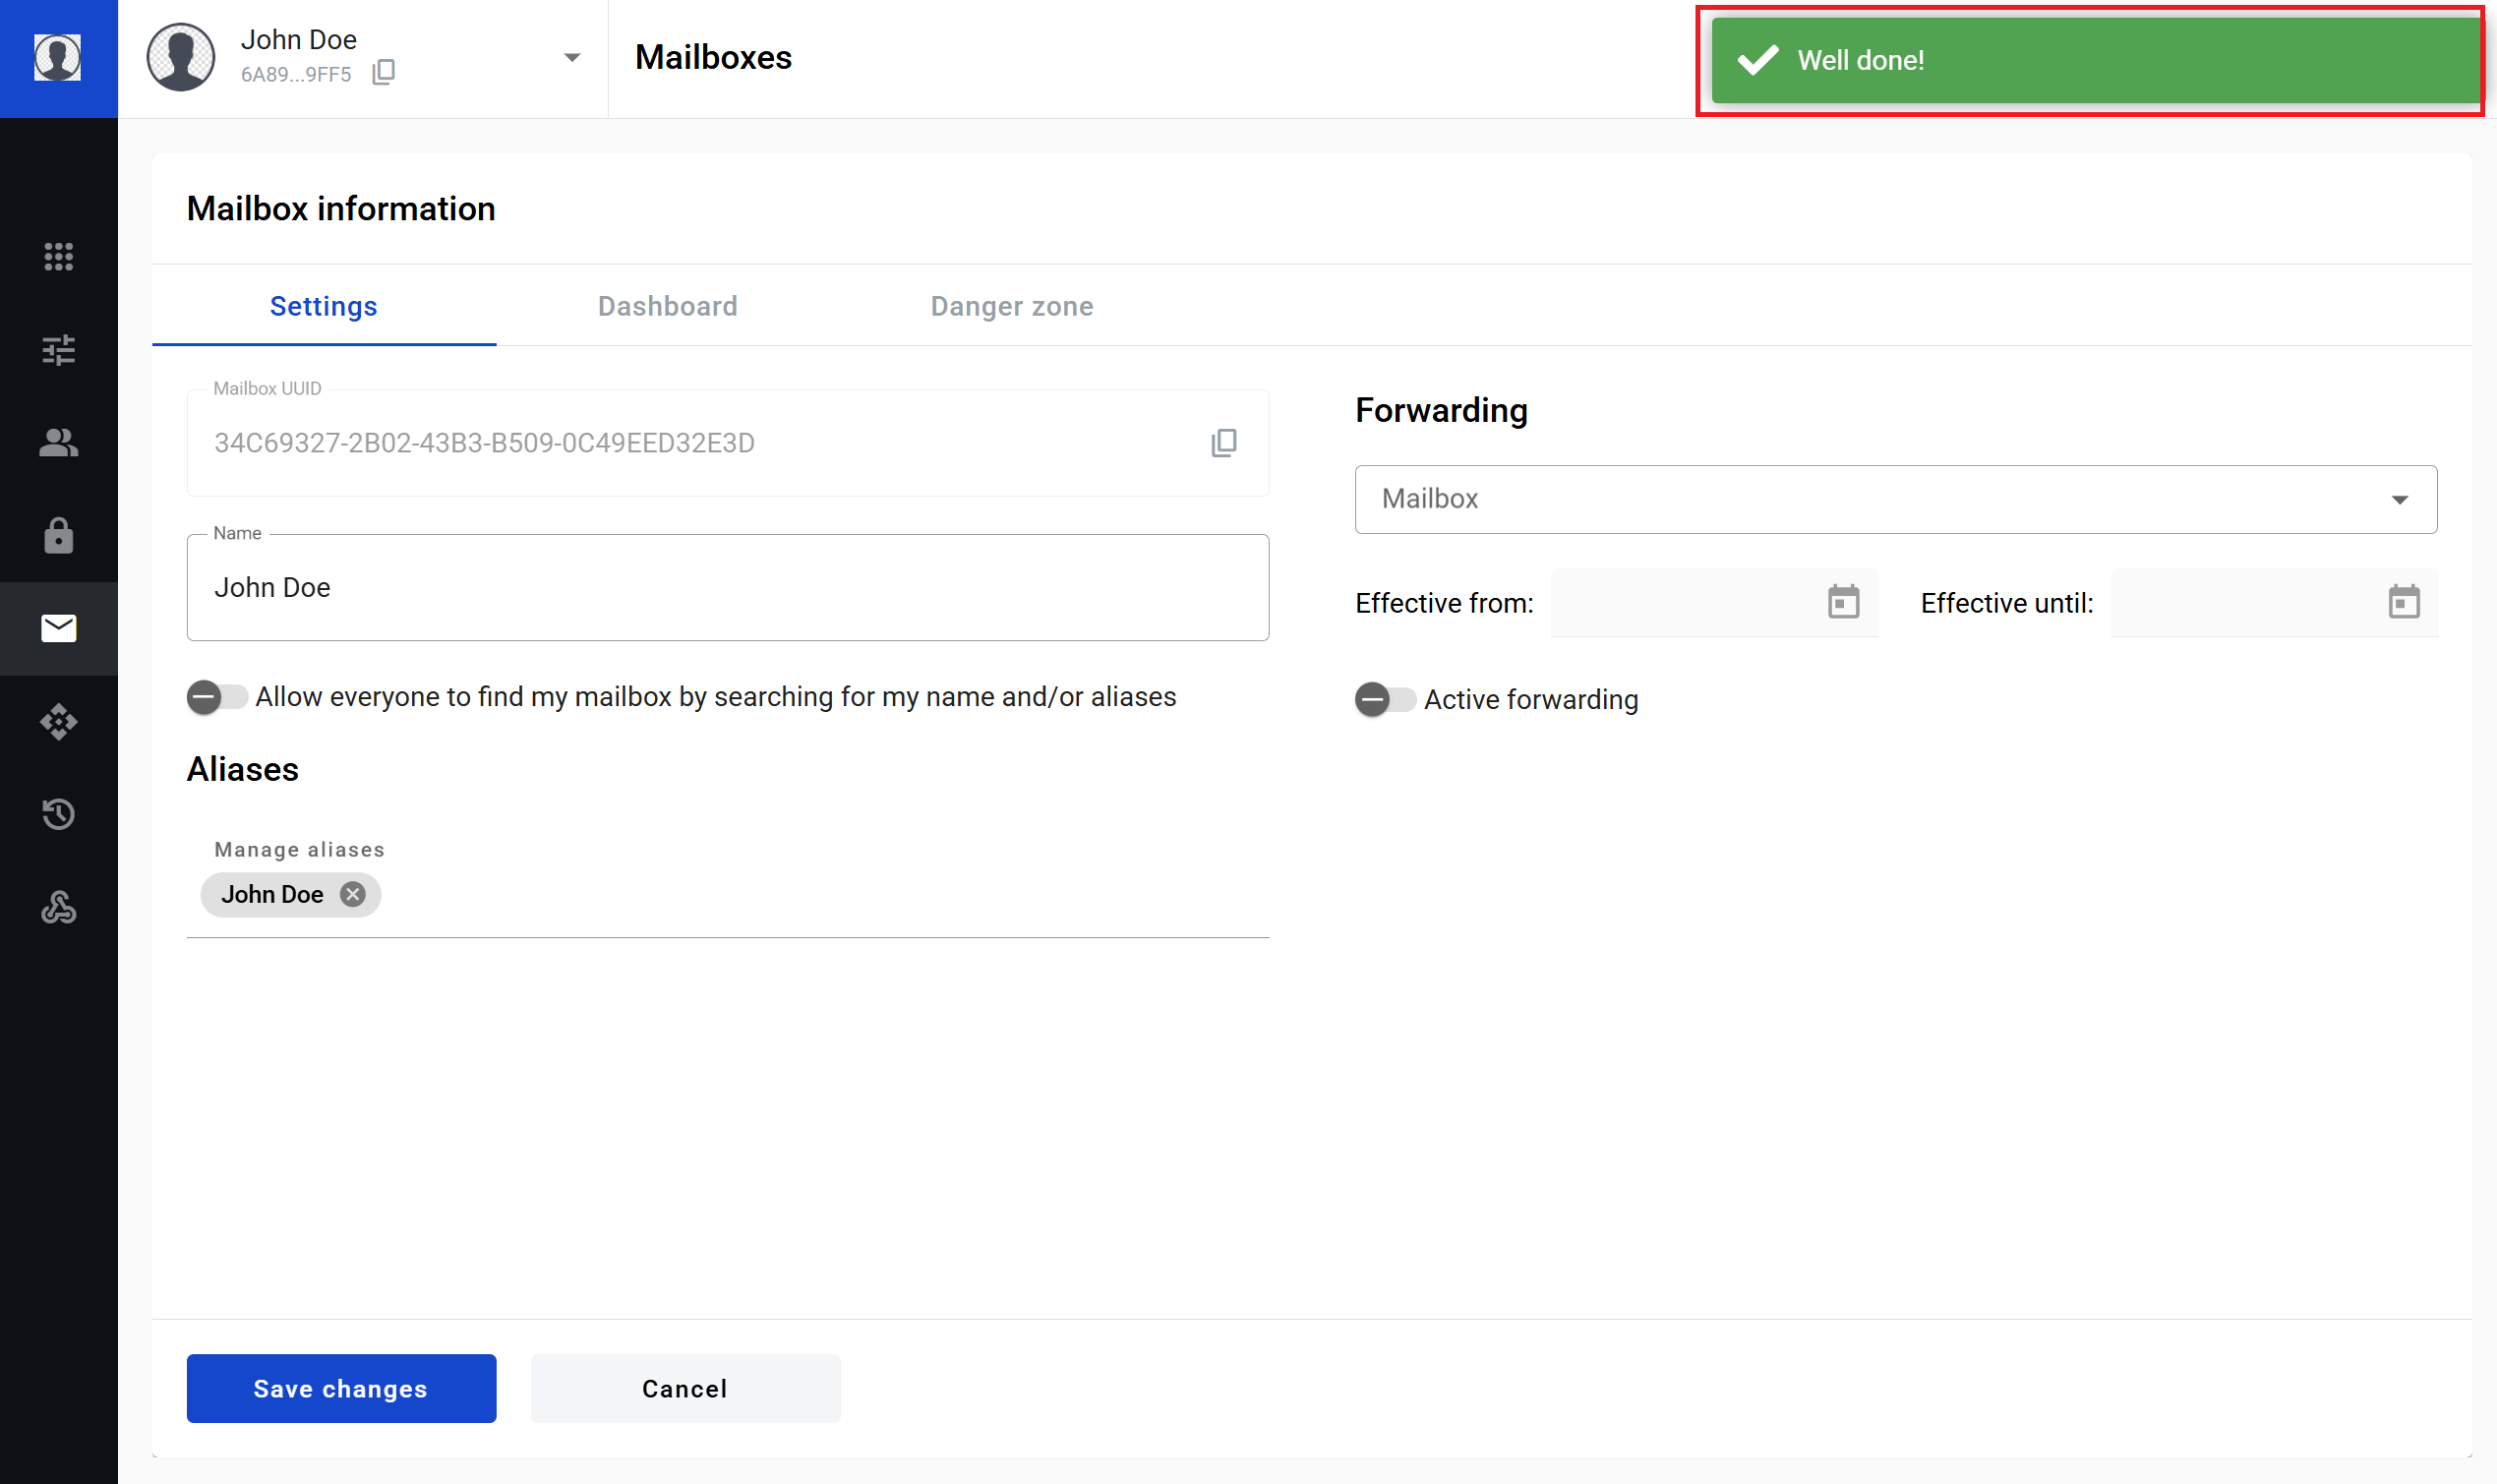 John Doe
6A89...9FF5
Mailboxes
Well done!
Mailbox information
Settings
Dashboard
Danger zone
Mailbox UUID
34C69327-2B02-43B3-B509-0C49EED32E3D
Name
John Doe
Allow everyone to find my mailbox by searching for my name and/or aliases
Aliases
Manage aliases
John Doe
Forwarding
Mailbox
Effective from:
Effective until:
Active forwarding
Save changes
Cancel